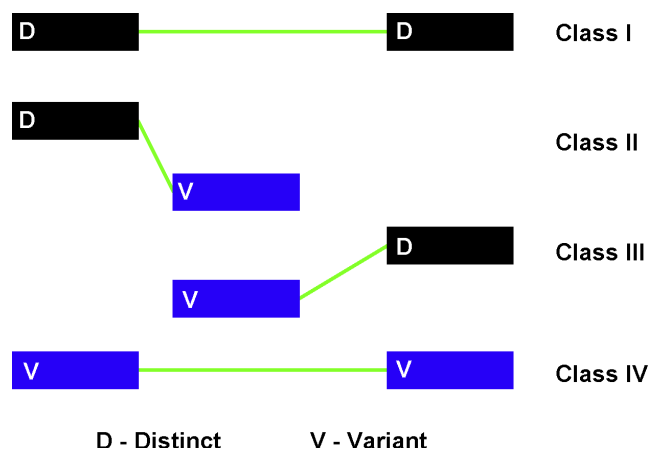 D D Class I
D Class II
V
D Class III
V
V V Class IV
D - Distinct V - Variant